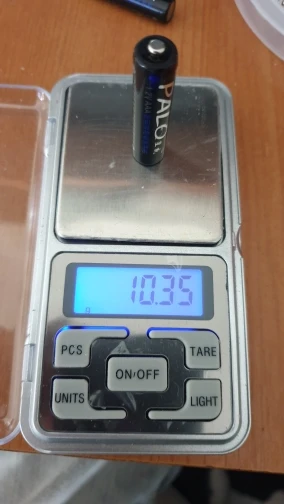 PALO
10.35
g
PCS
TARE
ON/OFF
UNITS
LIGHT